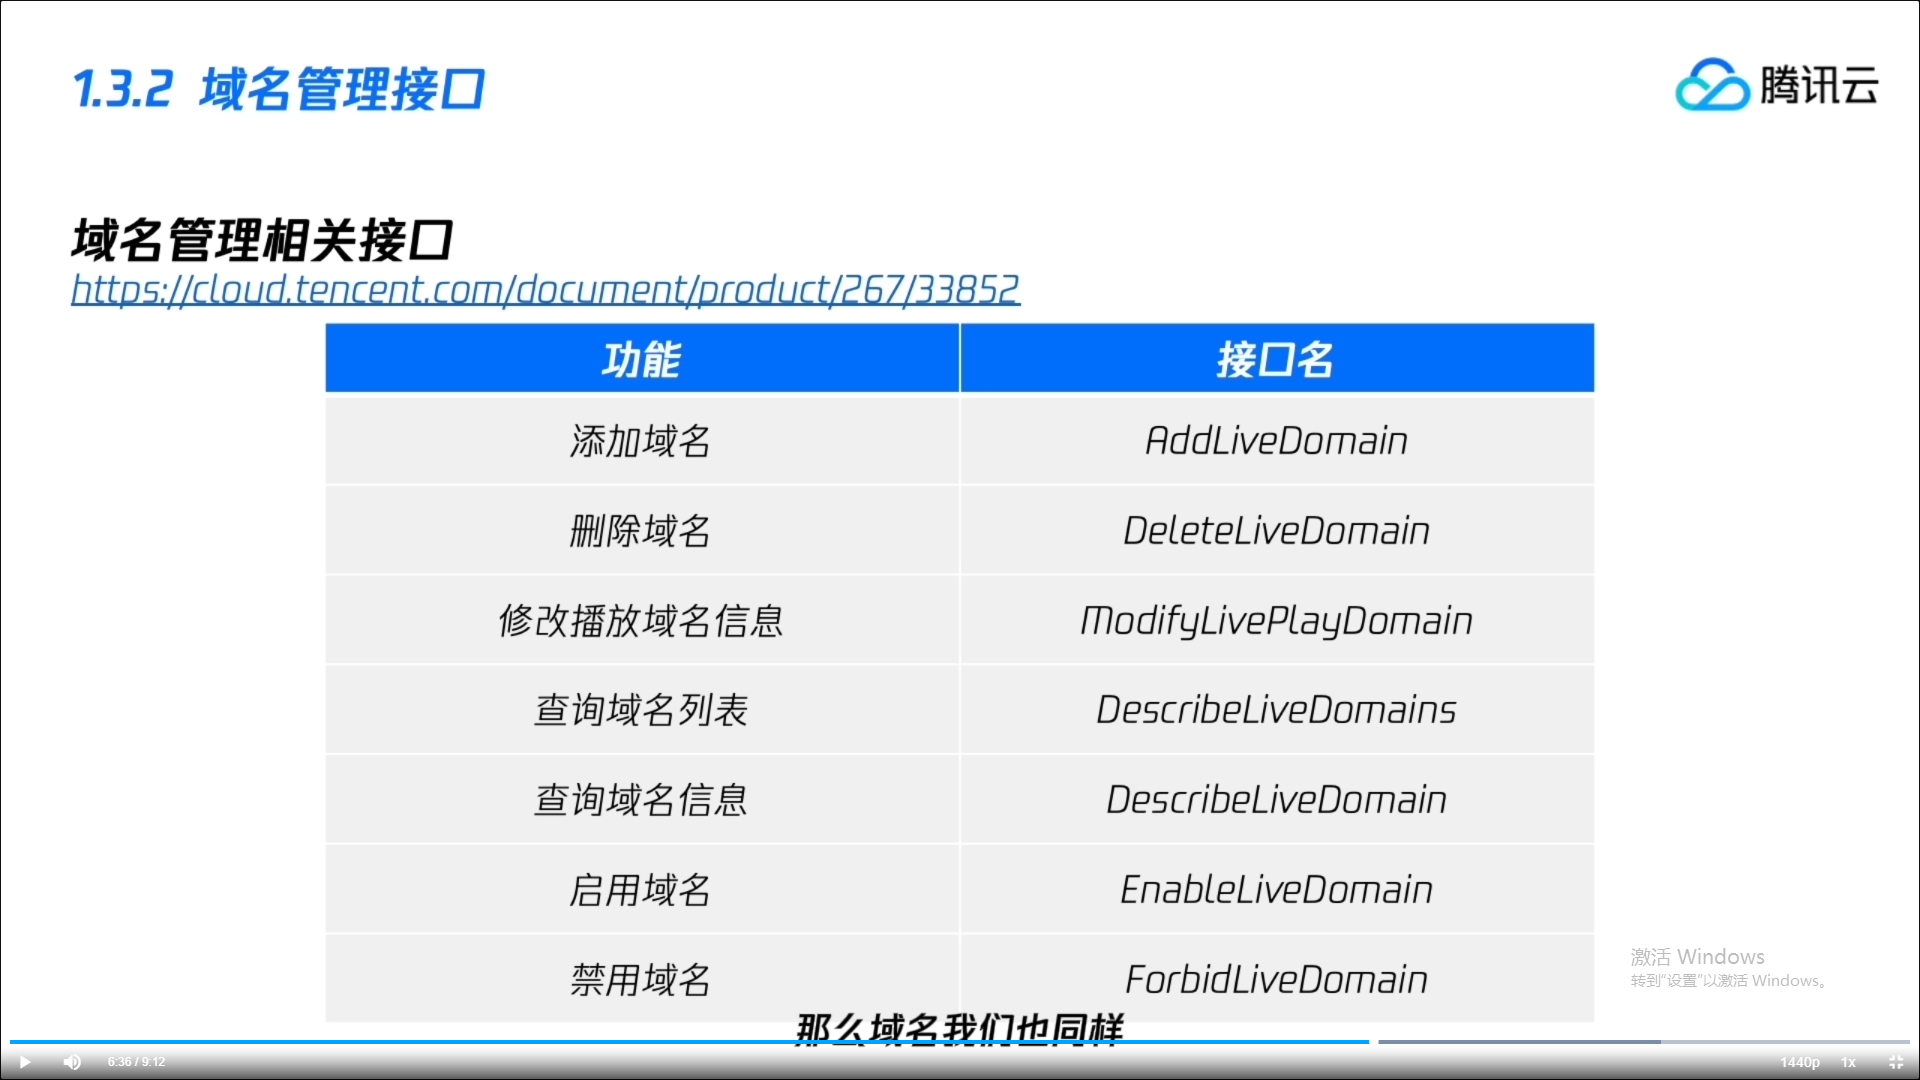 1.3.2 域名管理接口
腾讯云
域名管理相关接口
https://cloud.tencent.com/document/product/267/33852
功能 接口名
添加域名 AddLiveDomain
删除域名 DeleteLiveDomain
修改播放域名信息 ModifyLivePlayDomain
查询域名列表 DescribeLiveDomains
查询域名信息 DescribeLiveDomain
启用域名 EnableLiveDomain
禁用域名 ForbidLiveDomain
激活 Windows
转到“设置”以激活 Windows。
那么域名我们也同样
6:36 / 9:12 1440p 1x